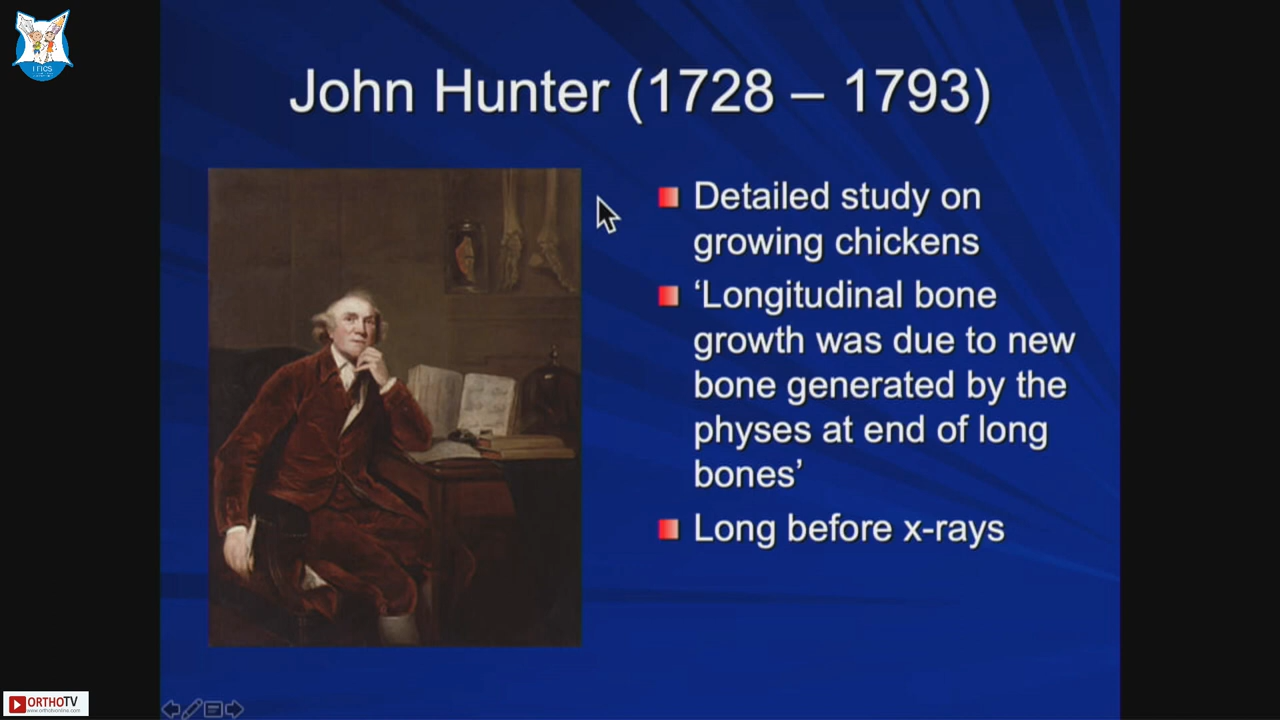 John Hunter (1728 – 1793)
Detailed study on
growing chickens
‘Longitudinal bone
growth was due to new
bone generated by the
physes at end of long
bones’
Long before x-rays
ORTHOTV